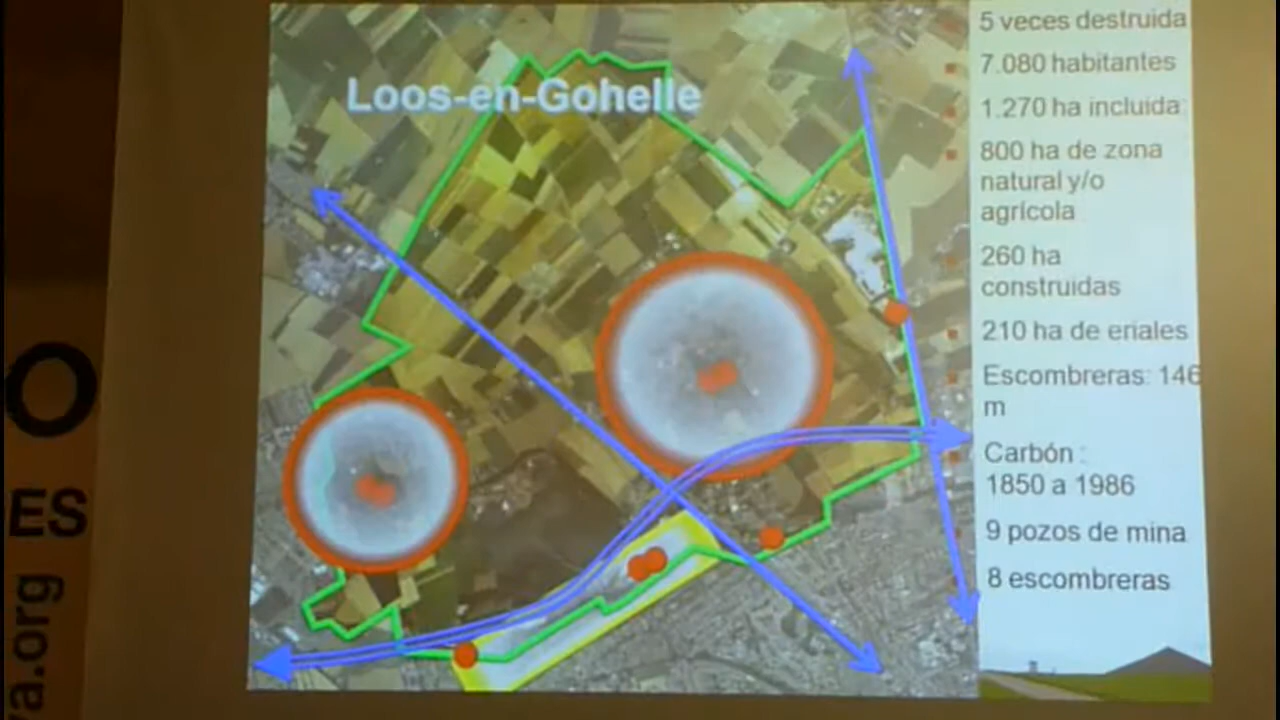 Loos-en-Gohelle
5 veces destruida
7.080 habitantes
1.270 ha incluida
800 ha de zona
natural y/o
agrícola
260 ha
construidas
210 ha de eriales
Escombreras: 146
m
Carbón :
1850 a 1986
9 pozos de mina
8 escombreras
O
ES
va.org